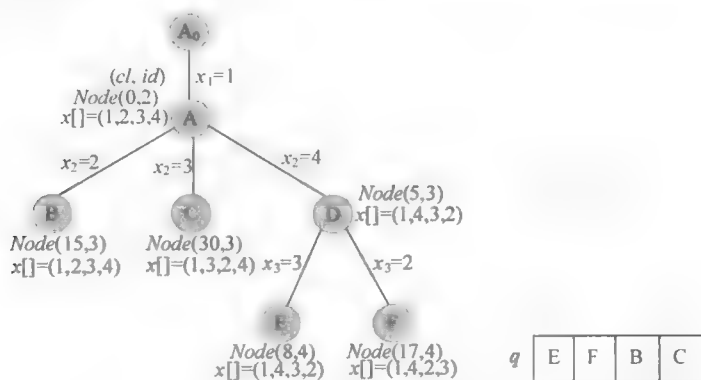 A₀
(cl, id) x₁=1
Node(0,2)
x[]=(1,2,3,4) A
x₂=2 x₂=3 x₂=4
B C D Node(5,3)
x[]=(1,4,3,2)
Node(15,3) Node(30,3)
x[]=(1,2,3,4) x[]=(1,3,2,4) x₃=3 x₃=2
E F
Node(8,4) Node(17,4)
x[]=(1,4,3,2) x[]=(1,4,2,3)
q E F B C